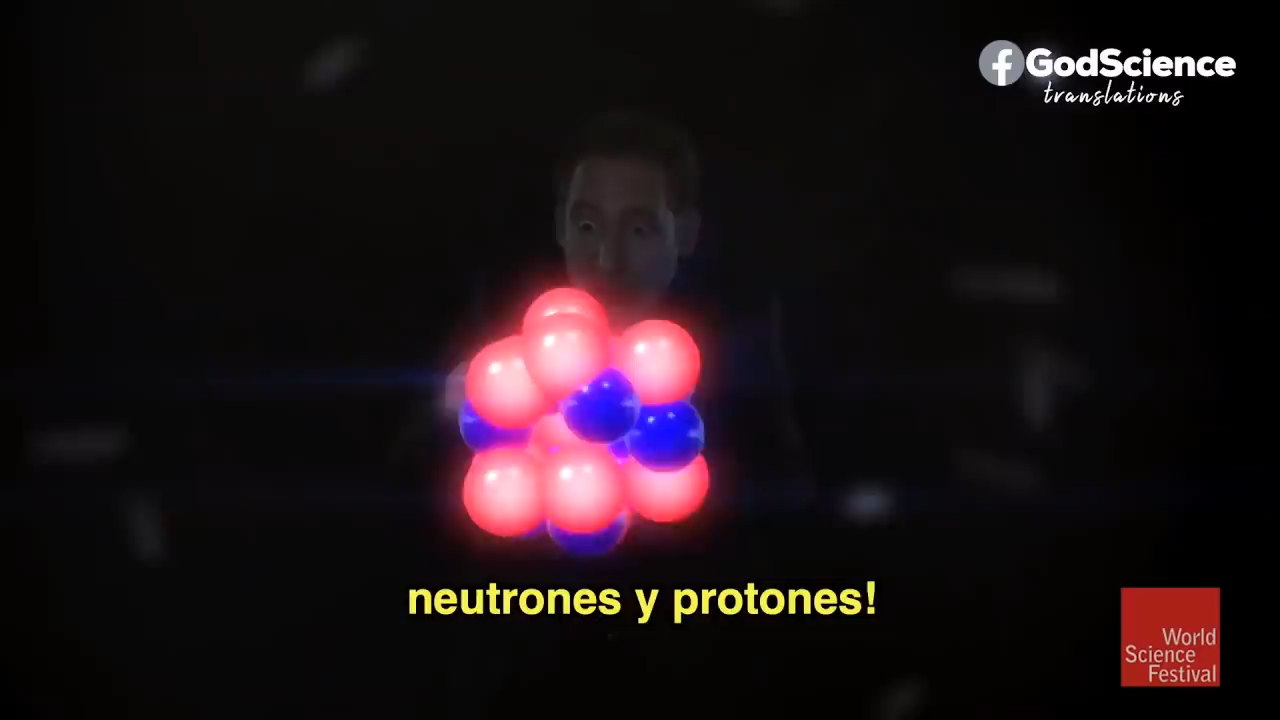 GodScience
translations
neutrones y protones!
World
Science
Festival